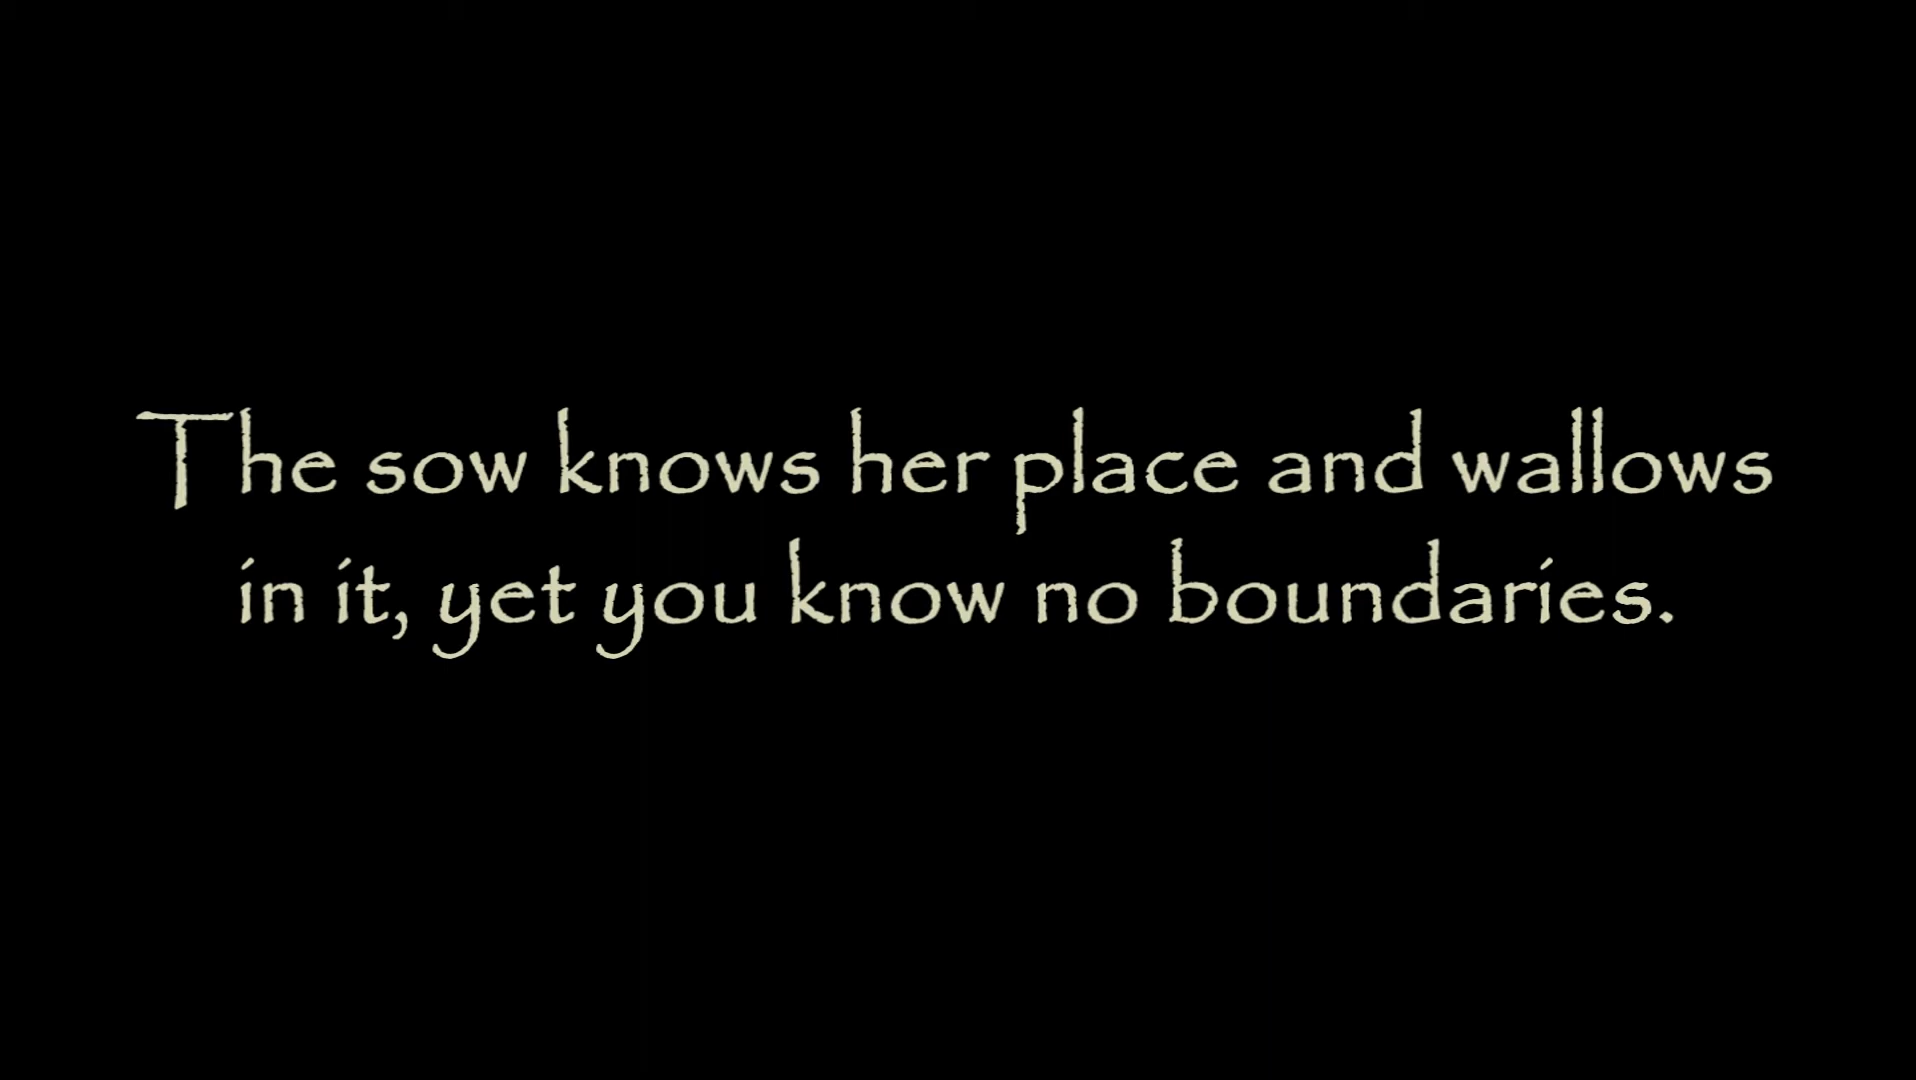 The sow knows her place and wallows
in it, yet you know no boundaries.